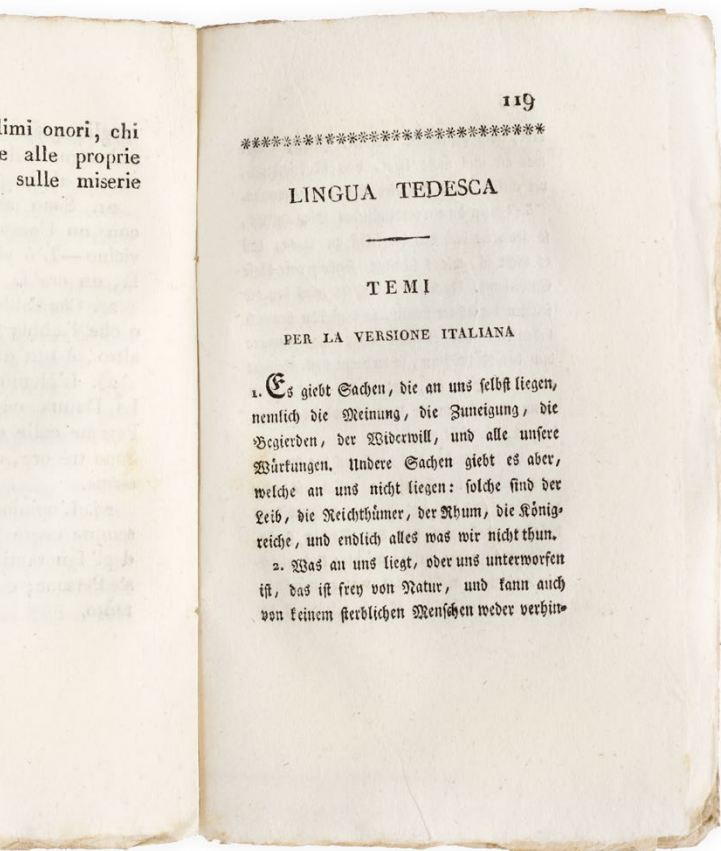 limi onori, chi
e alle proprie
sulle miserie
119
LINGUA TEDESCA
TEMI
PER LA VERSIONE ITALIANA
1. Es giebt Sachen, die an uns selbst liegen,
nemlich die Meinung, die Zuneigung, die
Begierden, der Widerwill, und alle unsere
Würkungen. Undere Sachen giebt es aber,
welche an uns nicht liegen: solche sind der
Leib, die Reichthümer, der Rhum, die König-
reiche, und endlich alles was wir nicht thun.
2. Was an uns liegt, oder uns unterworfen
ist, das ist frey von Natur, und kann auch
von keinem sterblichen Menschen weder verhin-